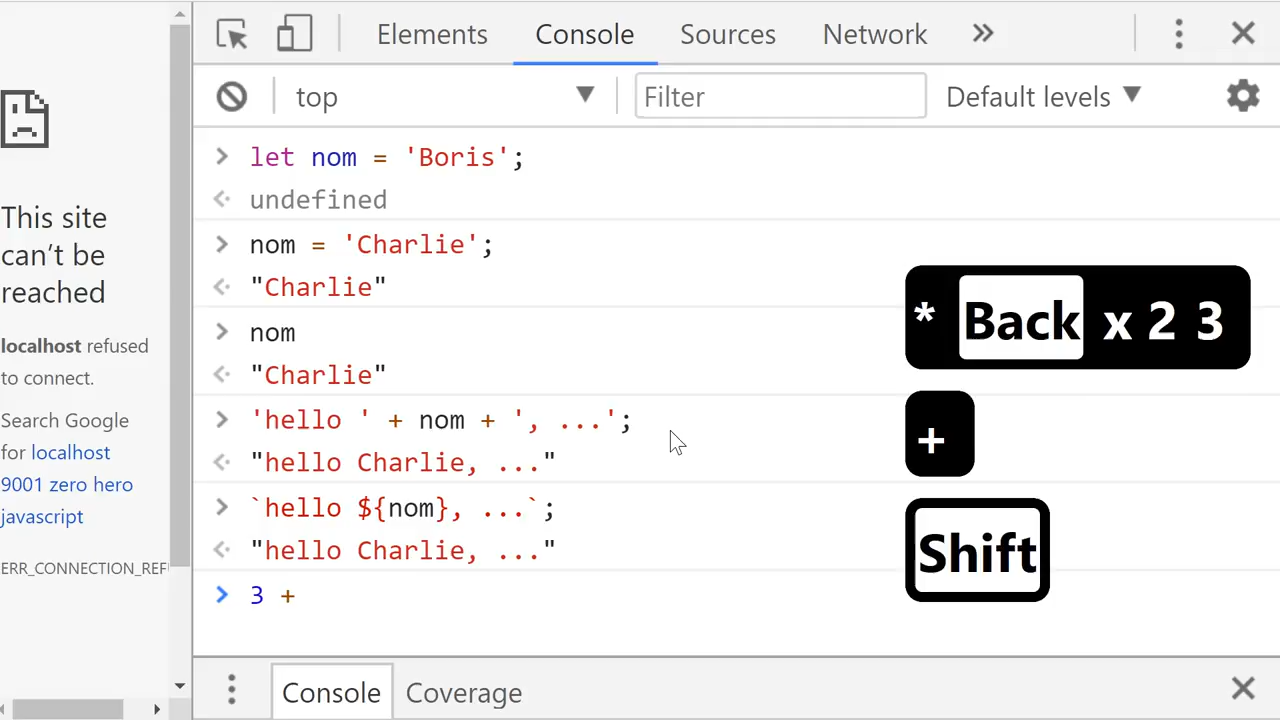 This site
can’t be
reached
localhost refused
to connect.
Search Google
for localhost
9001 zero hero
javascript
ERR_CONNECTION_REF
Elements Console Sources Network
top Filter Default levels
> let nom = 'Boris';
undefined
> nom = 'Charlie';
"Charlie"
> nom
"Charlie"
> 'hello ' + nom + ', ...';
"hello Charlie, ..."
> `hello ${nom}, ...`;
"hello Charlie, ..."
> 3 +
* Back x 2 3
+
Shift
Console Coverage